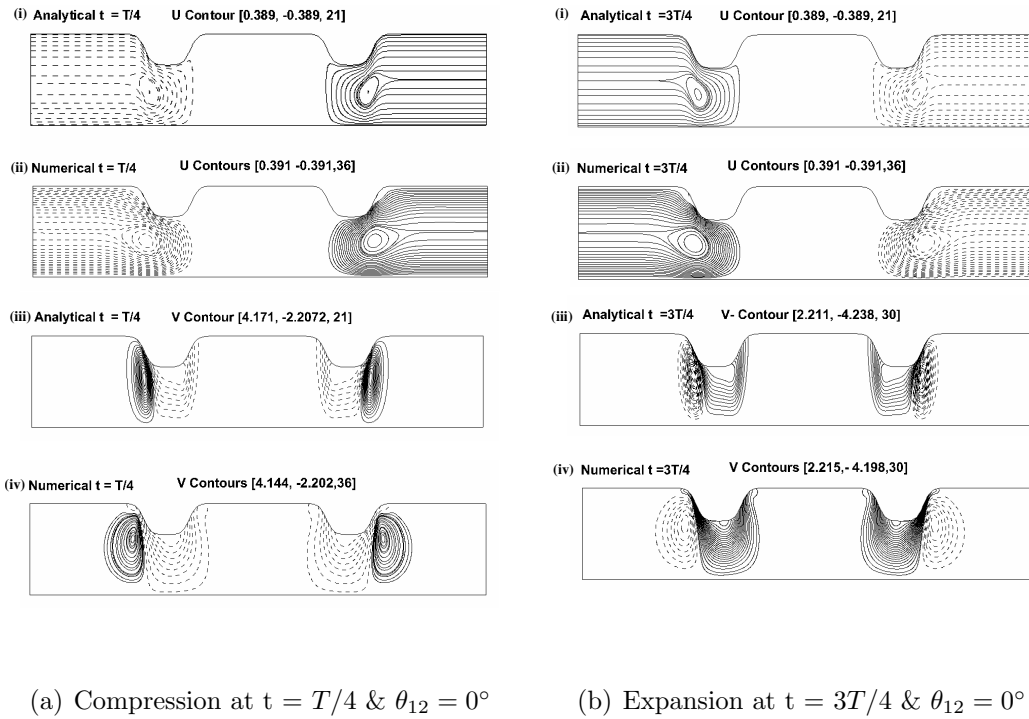 (i) Analytical t = T/4 U Contour [0.389, -0.389, 21]
(ii) Numerical t = T/4 U Contours [0.391 -0.391,36]
(iii) Analytical t = T/4 V Contour [4.171, -2.2072, 21]
(iv) Numerical t = T/4 V Contours [4.144, -2.202,36]
(a) Compression at t = T/4 & θ12 = 0°
(i) Analytical t =3T/4 U Contour [0.389, -0.389, 21]
(ii) Numerical t =3T/4 U Contours [0.391 -0.391,36]
(iii) Analytical t =3T/4 V- Contour [2.211, -4.238, 30]
(iv) Numerical t =3T/4 V Contours [2.215,- 4.198,30]
(b) Expansion at t = 3T/4 & θ12 = 0°